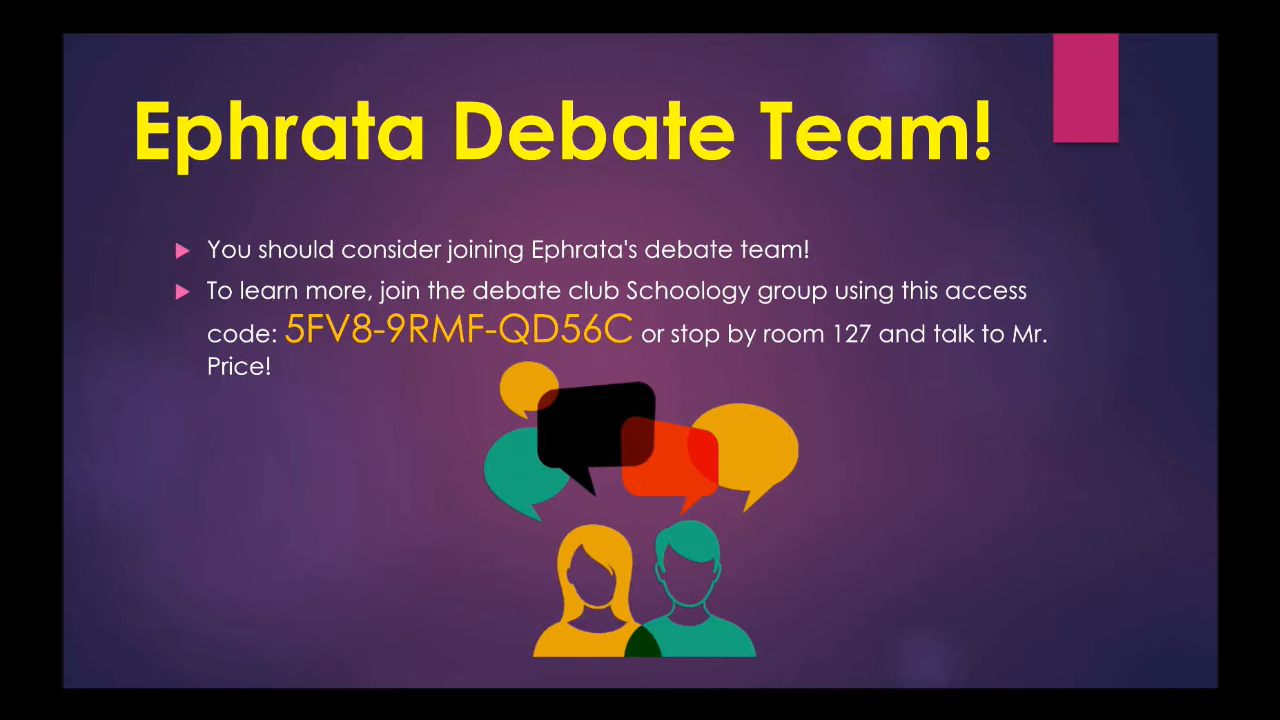 Ephrata Debate Team!
You should consider joining Ephrata's debate team!
To learn more, join the debate club Schoology group using this access
code: 5FV8-9RMF-QD56C or stop by room 127 and talk to Mr.
Price!